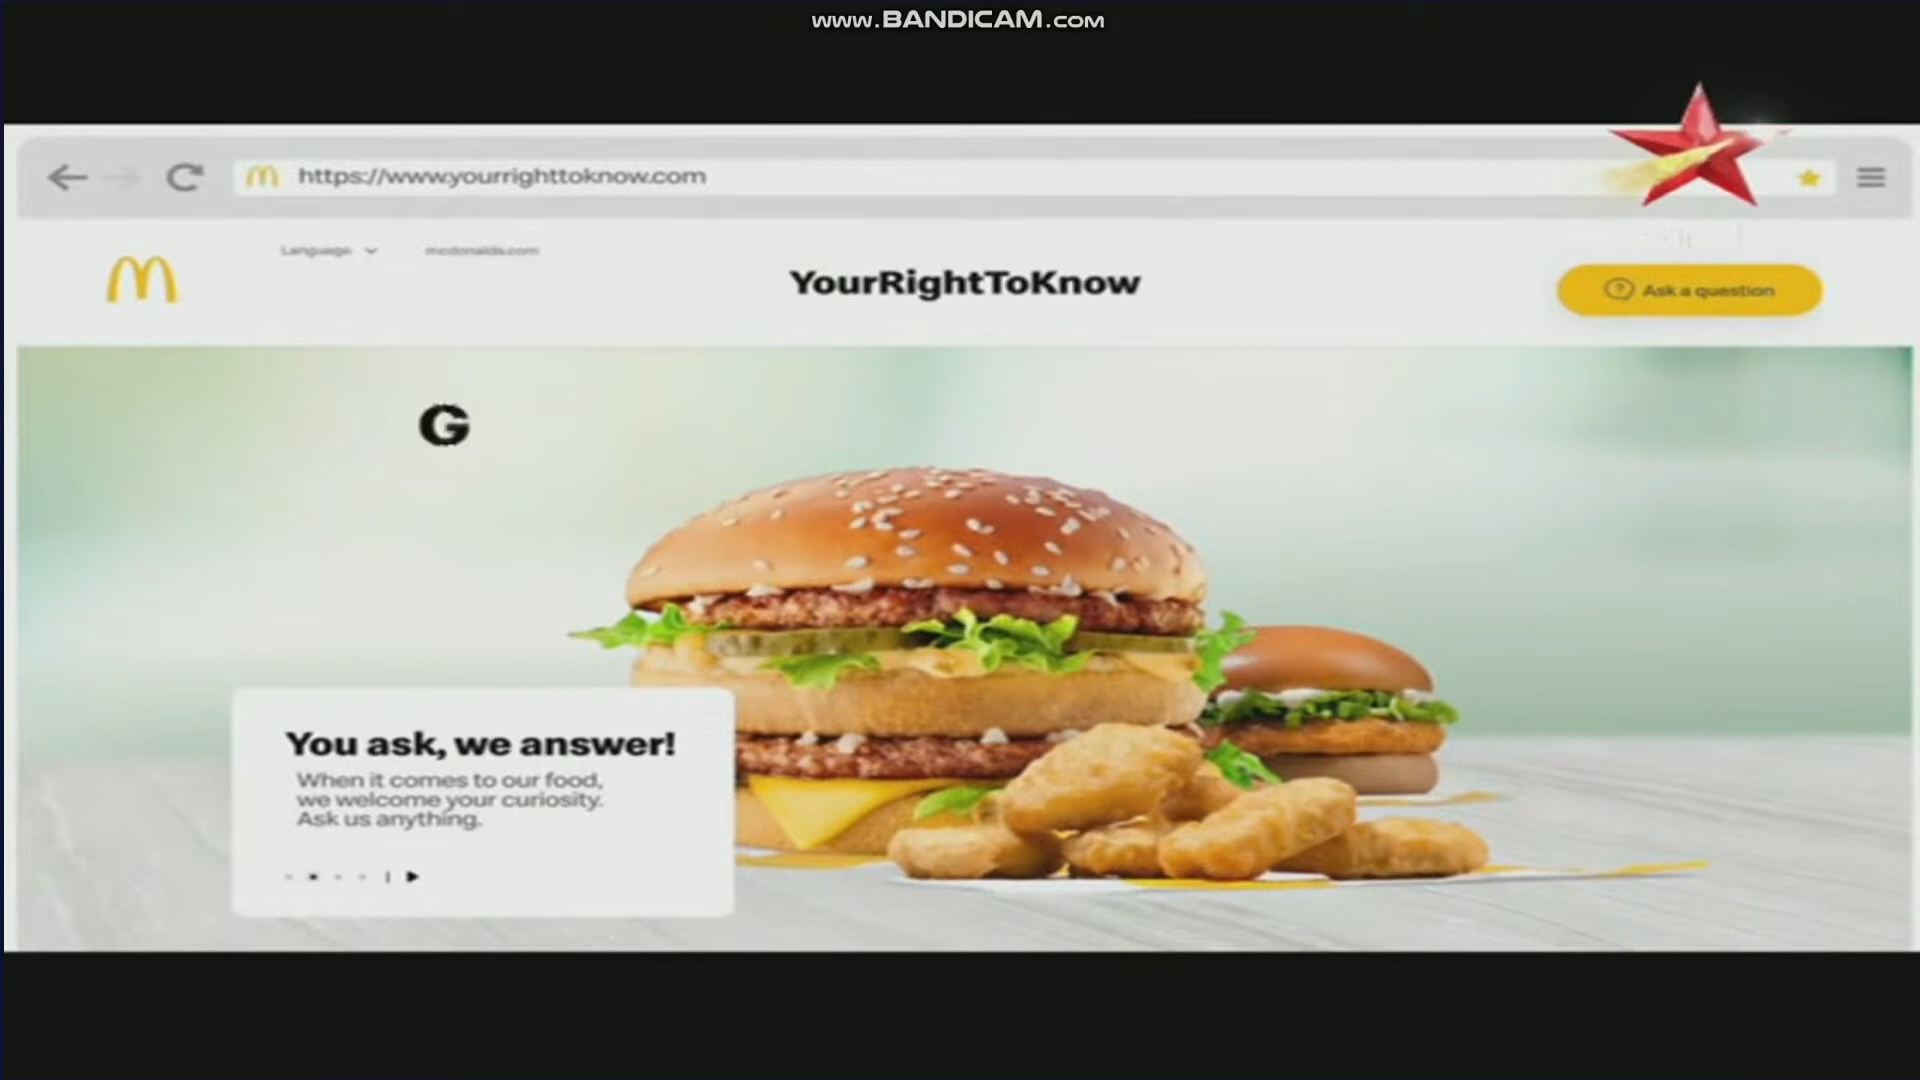 www.BANDICAM.com
https://www.yourrighttoknow.com
Language
mcdonalds.com
YourRightToKnow
Ask a question
G
You ask, we answer!
When it comes to our food,
we welcome your curiosity.
Ask us anything.